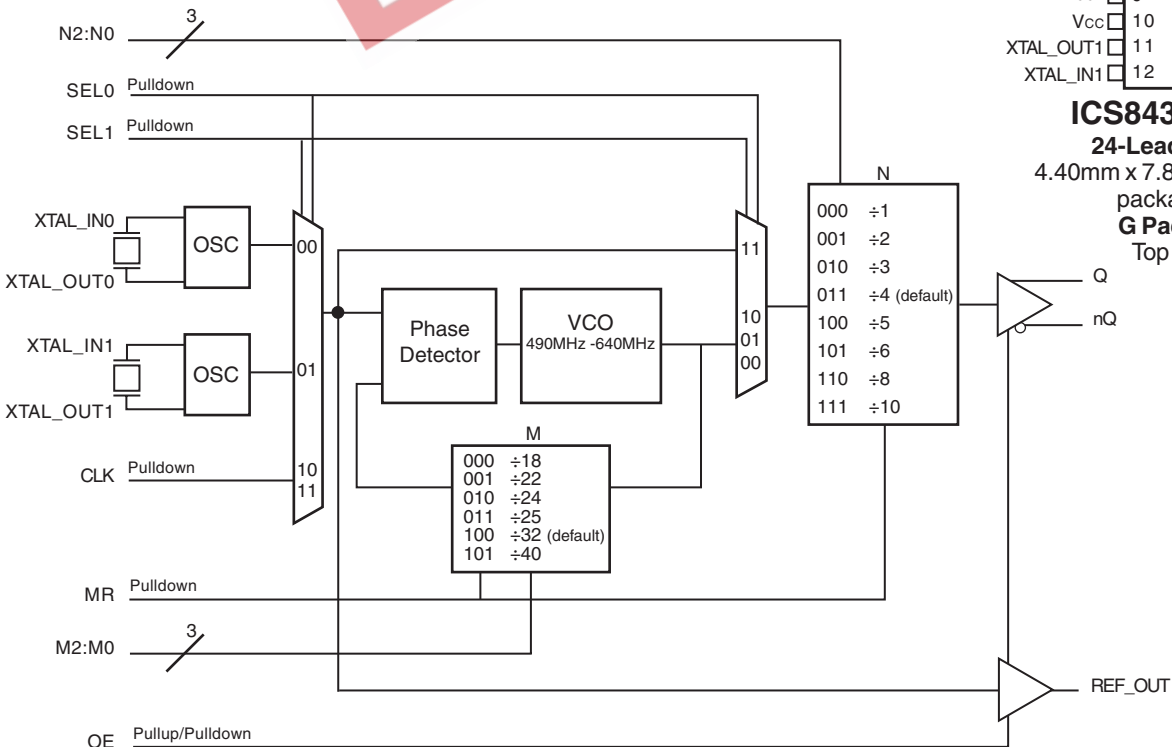 N2:N0
3
SEL0
Pulldown
SEL1
Pulldown
XTAL_IN0
XTAL_OUT0
OSC
XTAL_IN1
XTAL_OUT1
OSC
CLK
Pulldown
00
01
10
11
Phase
Detector
VCO
490MHz -640MHz
11
10
01
00
M
000 ÷18
001 ÷22
010 ÷24
011 ÷25
100 ÷32 (default)
101 ÷40
N
000 ÷1
001 ÷2
010 ÷3
011 ÷4 (default)
100 ÷5
101 ÷6
110 ÷8
111 ÷10
Q
nQ
MR
Pulldown
M2:M0
3
OE
Pullup/Pulldown
REF_OUT
VCC 10
XTAL_OUT1 11
XTAL_IN1 12
ICS843
24-Lea
4.40mm x 7.8
packa
G Pa
Top